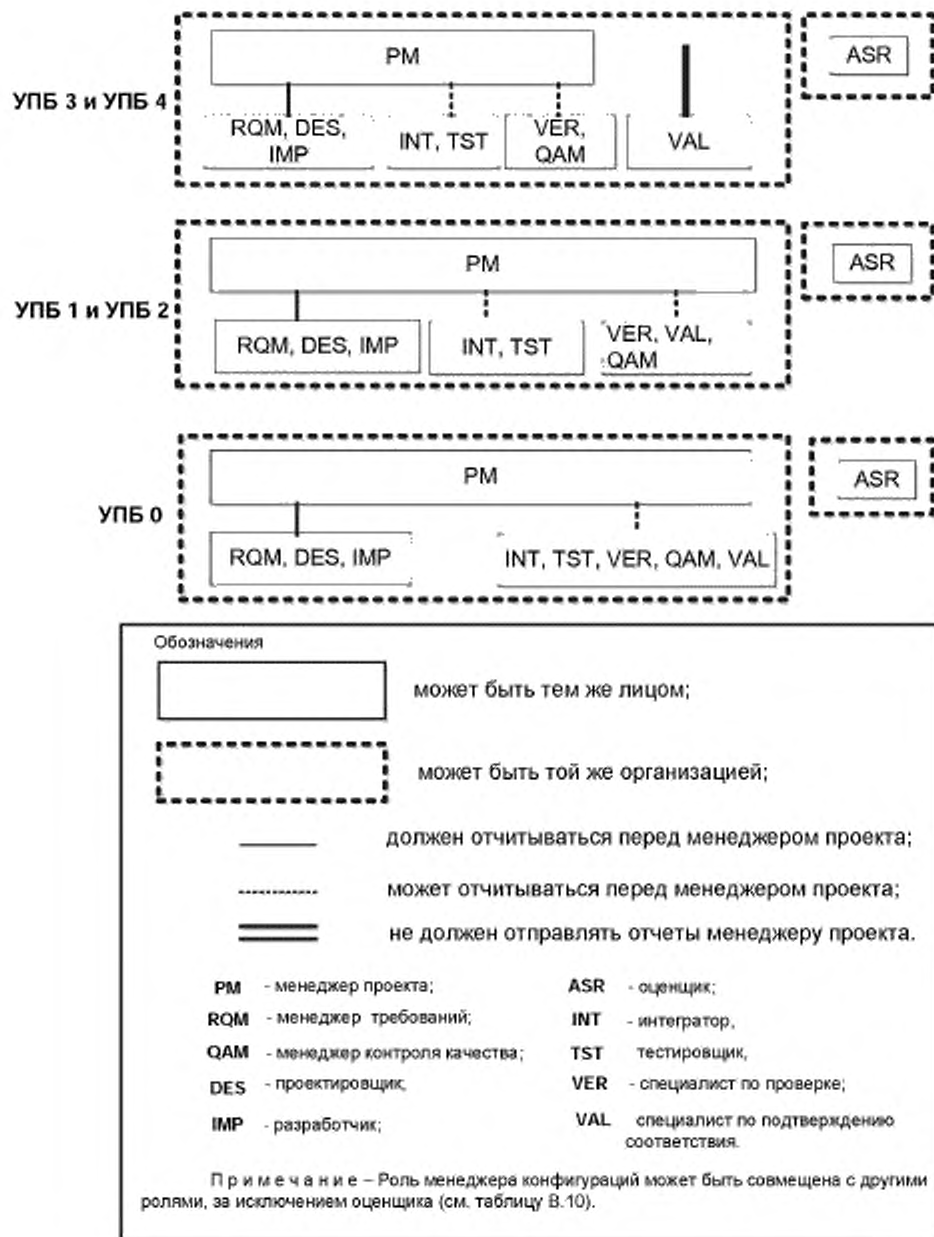 PM
ASR
УПБ 3 и УПБ 4
RQM, DES,
IMP
INT, TST
VER,
QAM
VAL
PM
ASR
УПБ 1 и УПБ 2
RQM, DES, IMP
INT, TST
VER, VAL,
QAM
PM
ASR
УПБ 0
RQM, DES, IMP
INT, TST, VER, QAM, VAL
Обозначения
может быть тем же лицом;
может быть той же организацией;
должен отчитываться перед менеджером проекта;
может отчитываться перед менеджером проекта;
не должен отправлять отчеты менеджеру проекта.
PM - менеджер проекта;
ASR - оценщик;
RQM - менеджер требований;
INT - интегратор,
QAM - менеджер контроля качества;
TST тестировщик,
DES - проектировщик,
VER - специалист по проверке;
IMP - разработчик;
VAL специалист по подтверждению
соответствия.
Примечание – Роль менеджера конфигураций может быть совмещена с другими
ролями, за исключением оценщика (см. таблицу В.10).